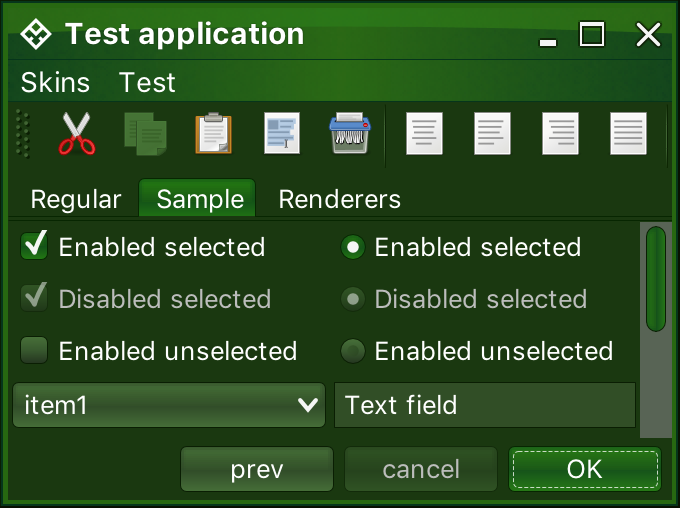 Test application
Skins Test
Regular Sample Renderers
Enabled selected Enabled selected
Disabled selected Disabled selected
Enabled unselected Enabled unselected
item1 Text field
prev cancel OK